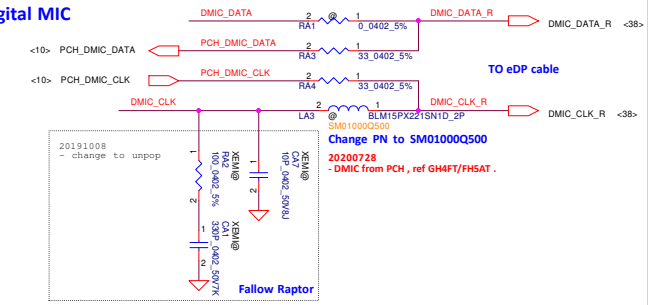 gital MIC
DMIC_DATA
2 @ 1
RA1 0_0402_5%
DMIC_DATA_R
DMIC_DATA_R <38>
<10> PCH_DMIC_DATA
PCH_DMIC_DATA
2 1
RA3 33_0402_5%
TO eDP cable
<10> PCH_DMIC_CLK
PCH_DMIC_CLK
2 1
RA4 33_0402_5%
DMIC_CLK
2 1
LA3 @ BLM15PX221SN1D_2P
DMIC_CLK_R
DMIC_CLK_R <38>
SM01000Q500
Change PN to SM01000Q500
20200728
- DMIC from PCH , ref GH4FT/FH5AT .
20191008
- change to unpop
1
2
XEMI@
RA2
100_0402_5%
1
2
XEMI@
CA7
10P_0402_50V8J
1
2
XEMI@
CA1
330P_0402_50V7K
Fallow Raptor